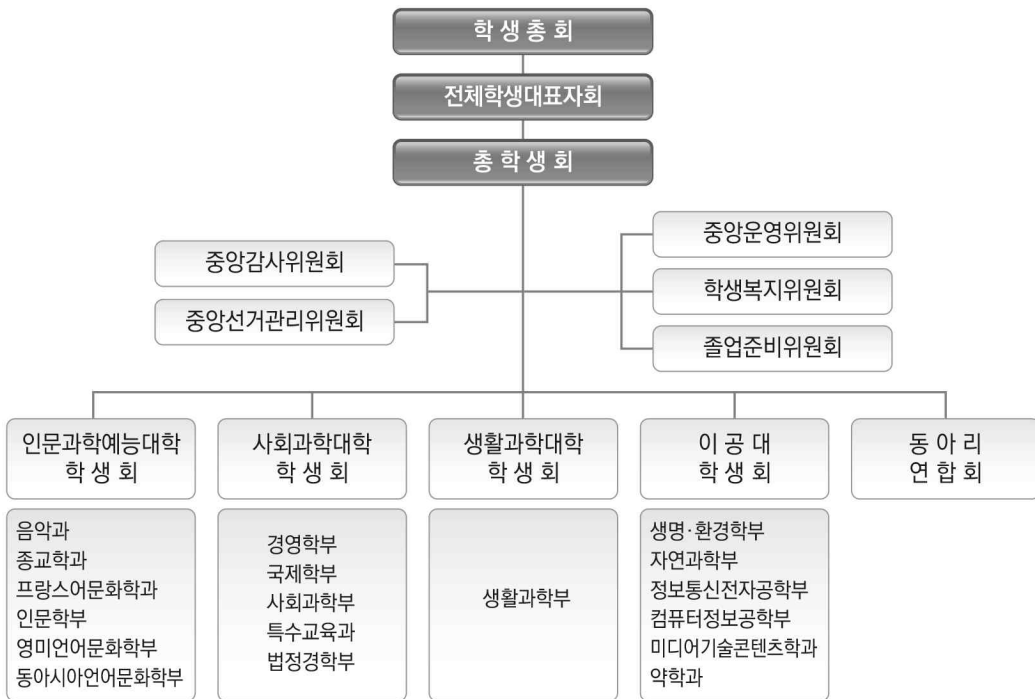 학 생 총 회
전체학생대표자회
총 학 생 회
중앙감사위원회
중앙선거관리위원회
중앙운영위원회
학생복지위원회
졸업준비위원회
인문과학예능대학
학 생 회
음악과
종교학과
프랑스어문화학과
인문학부
영미언어문화학부
동아시아언어문화학부
사회과학대학
학 생 회
경영학부
국제학부
사회과학부
특수교육과
법정경학부
생활과학대학
학 생 회
생활과학부
이 공 대
학 생 회
생명·환경학부
자연과학부
정보통신전자공학부
컴퓨터정보공학부
미디어기술콘텐츠학과
약학과
동 아 리
연 합 회